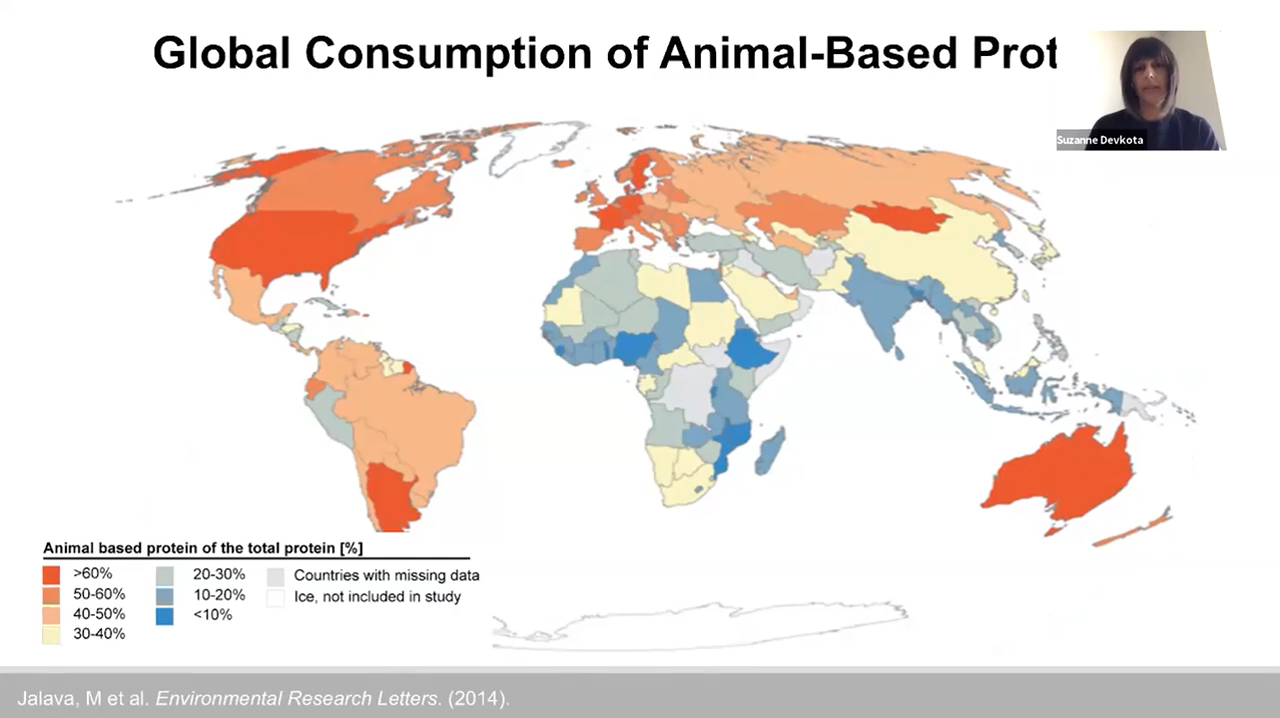 Global Consumption of Animal-Based Prot
Suzanne Devkota
Animal based protein of the total protein [%]
>60%
50-60%
40-50%
30-40%
20-30%
10-20%
<10%
Countries with missing data
Ice, not included in study
Jalava, M et al. Environmental Research Letters. (2014).